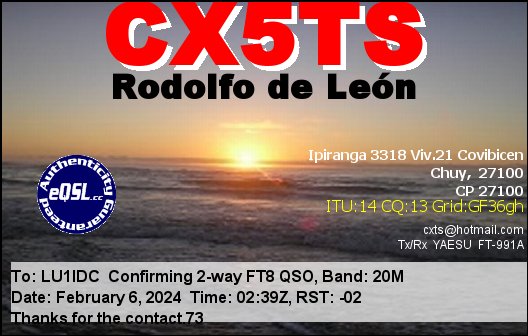 CX5TS
Rodolfo de León
Ipiranga 3318 Viv.21 Covibicen
Chuy, 27100
CP 27100
ITU:14 CQ:13 Grid:GF36gh
cxts@hotmail.com
Tx/Rx YAESU FT-991A
Authenticity
eQSL.cc
Guaranteed
To: LU1IDC Confirming 2-way FT8 QSO, Band: 20M
Date: February 6, 2024 Time: 02:39Z, RST: -02
Thanks for the contact 73